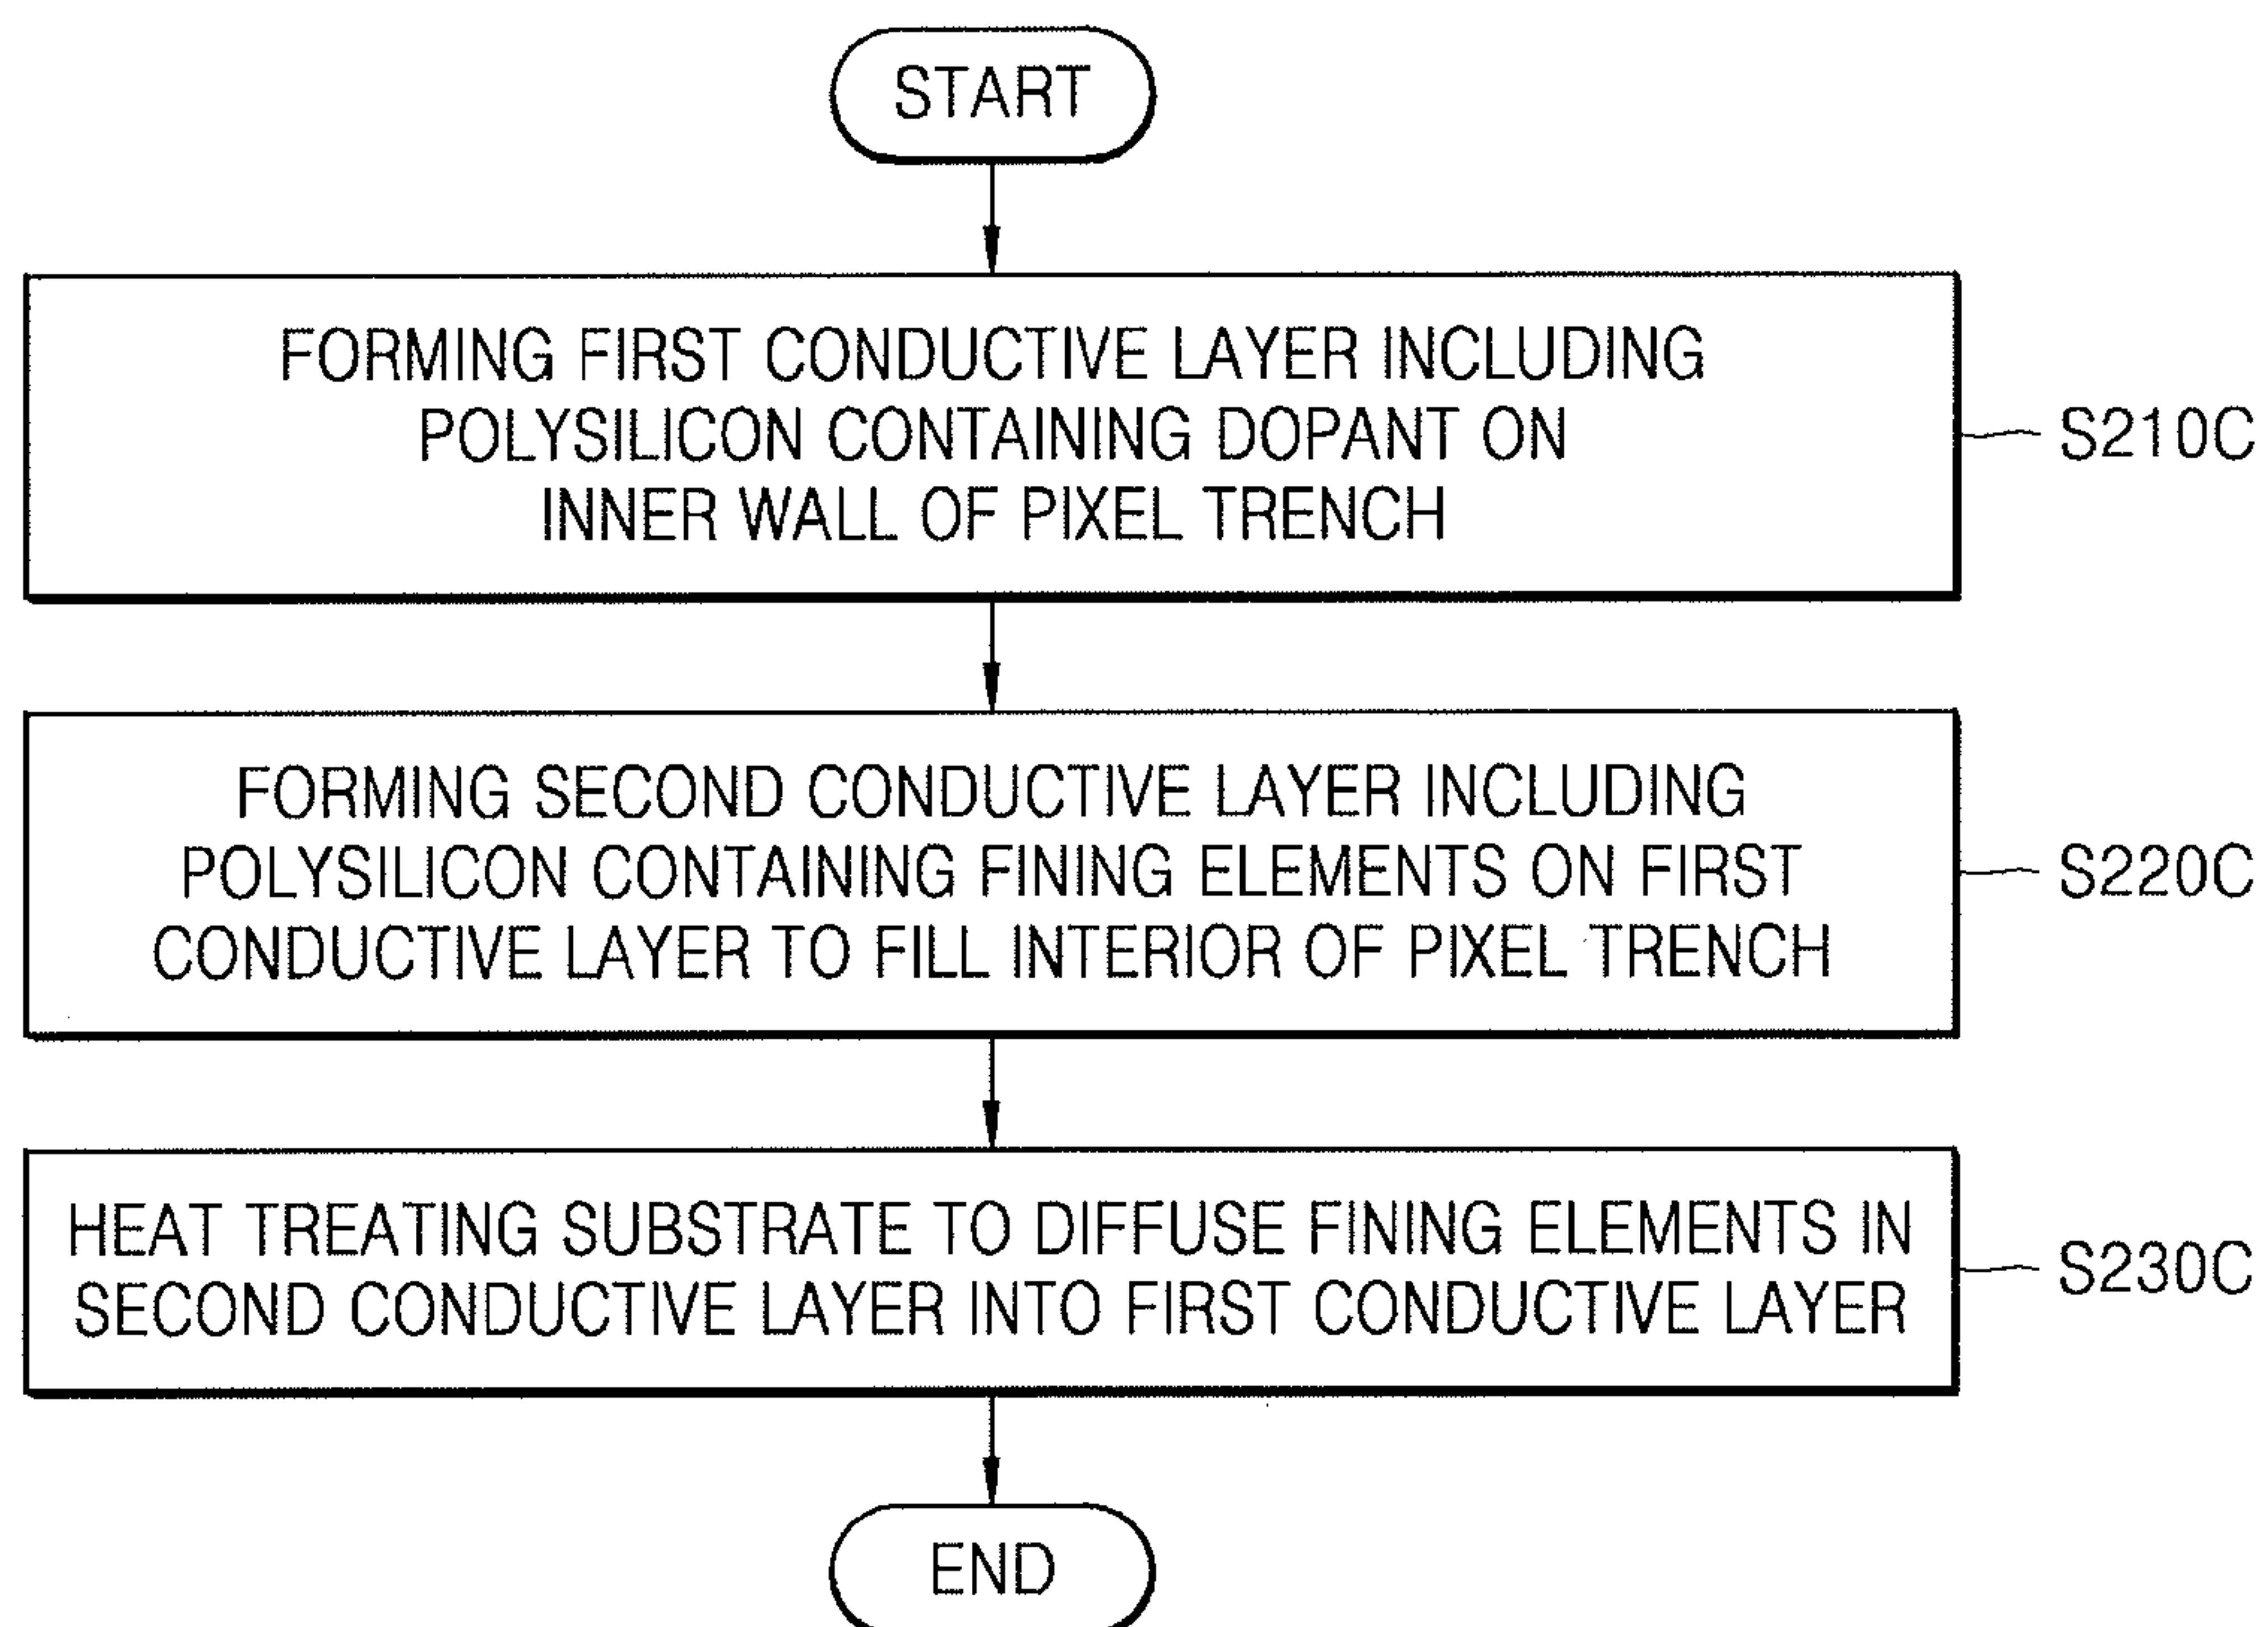 START
FORMING FIRST CONDUCTIVE LAYER INCLUDING
POLYSILICON CONTAINING DOPANT ON
INNER WALL OF PIXEL TRENCH
S210C
FORMING SECOND CONDUCTIVE LAYER INCLUDING
POLYSILICON CONTAINING FINING ELEMENTS ON FIRST
CONDUCTIVE LAYER TO FILL INTERIOR OF PIXEL TRENCH
S220C
HEAT TREATING SUBSTRATE TO DIFFUSE FINING ELEMENTS IN
SECOND CONDUCTIVE LAYER INTO FIRST CONDUCTIVE LAYER
S230C
END